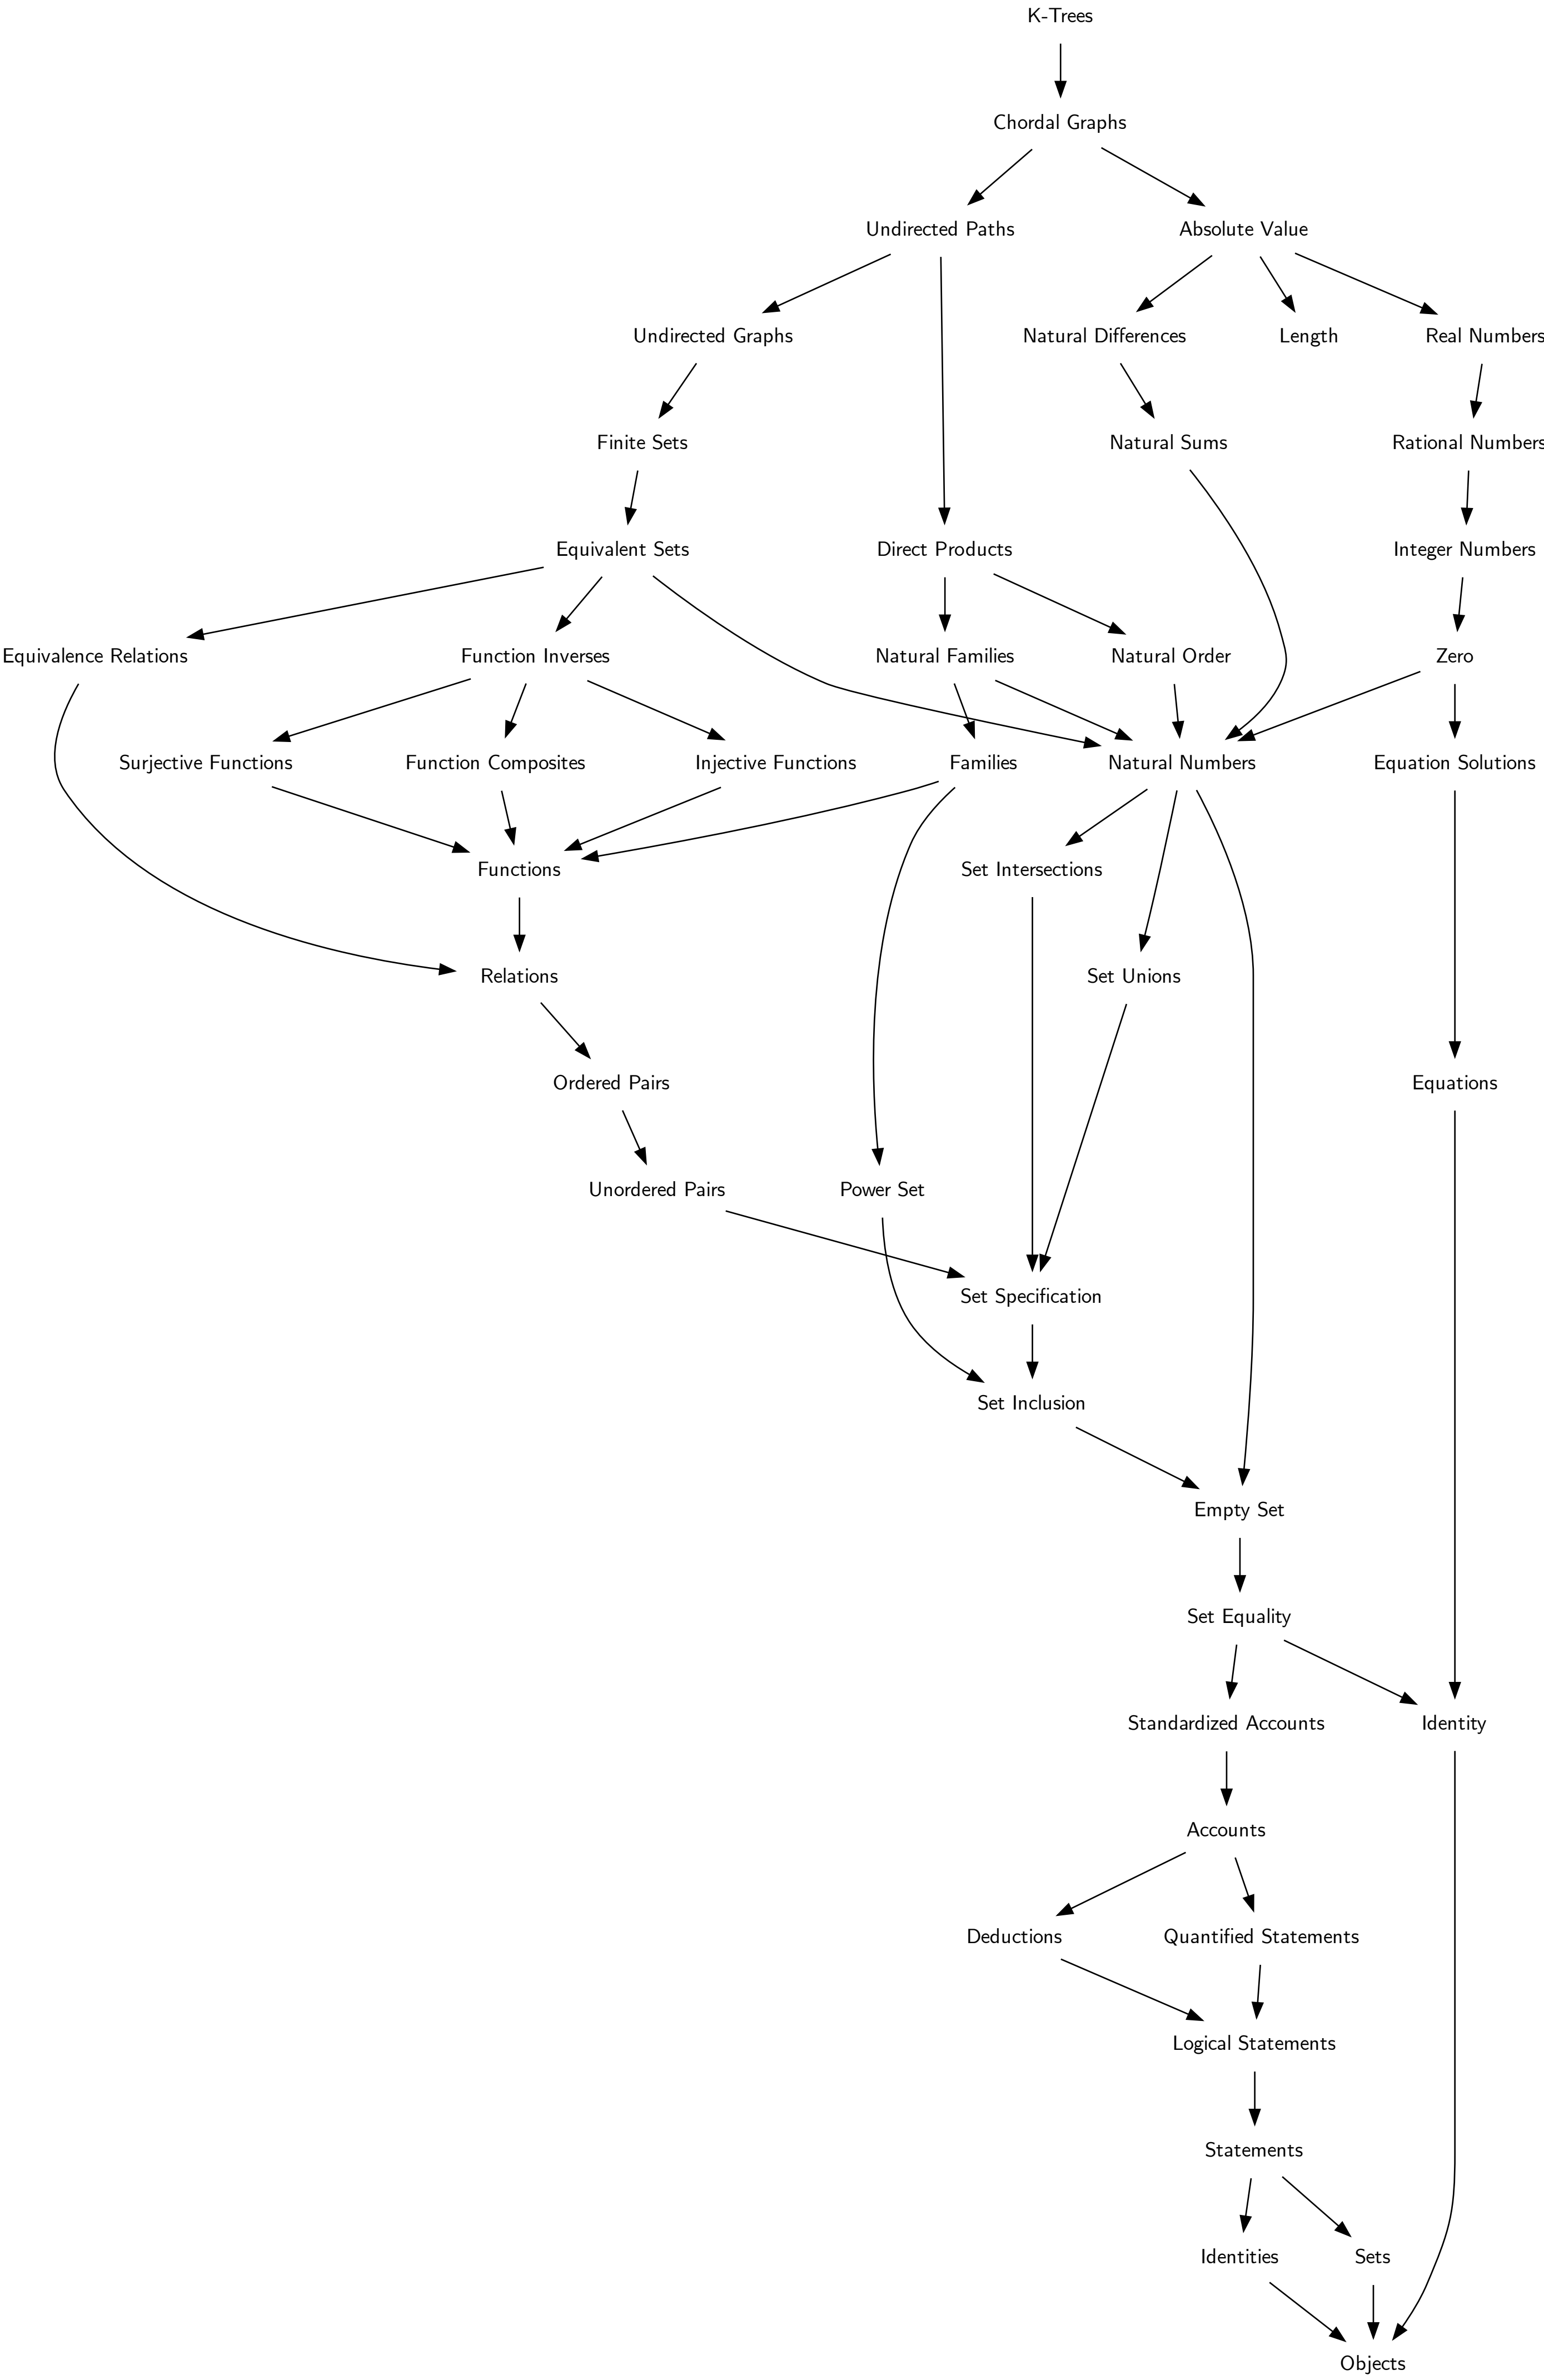 K-Trees
Chordal Graphs
Undirected Paths
Absolute Value
Undirected Graphs
Natural Differences
Length
Real Numbers
Finite Sets
Natural Sums
Rational Numbers
Equivalent Sets
Direct Products
Integer Numbers
Equivalence Relations
Function Inverses
Natural Families
Natural Order
Zero
Surjective Functions
Function Composites
Injective Functions
Families
Natural Numbers
Equation Solutions
Functions
Set Intersections
Relations
Set Unions
Ordered Pairs
Equations
Unordered Pairs
Power Set
Set Specification
Set Inclusion
Empty Set
Set Equality
Standardized Accounts
Identity
Accounts
Deductions
Quantified Statements
Logical Statements
Statements
Identities
Sets
Objects